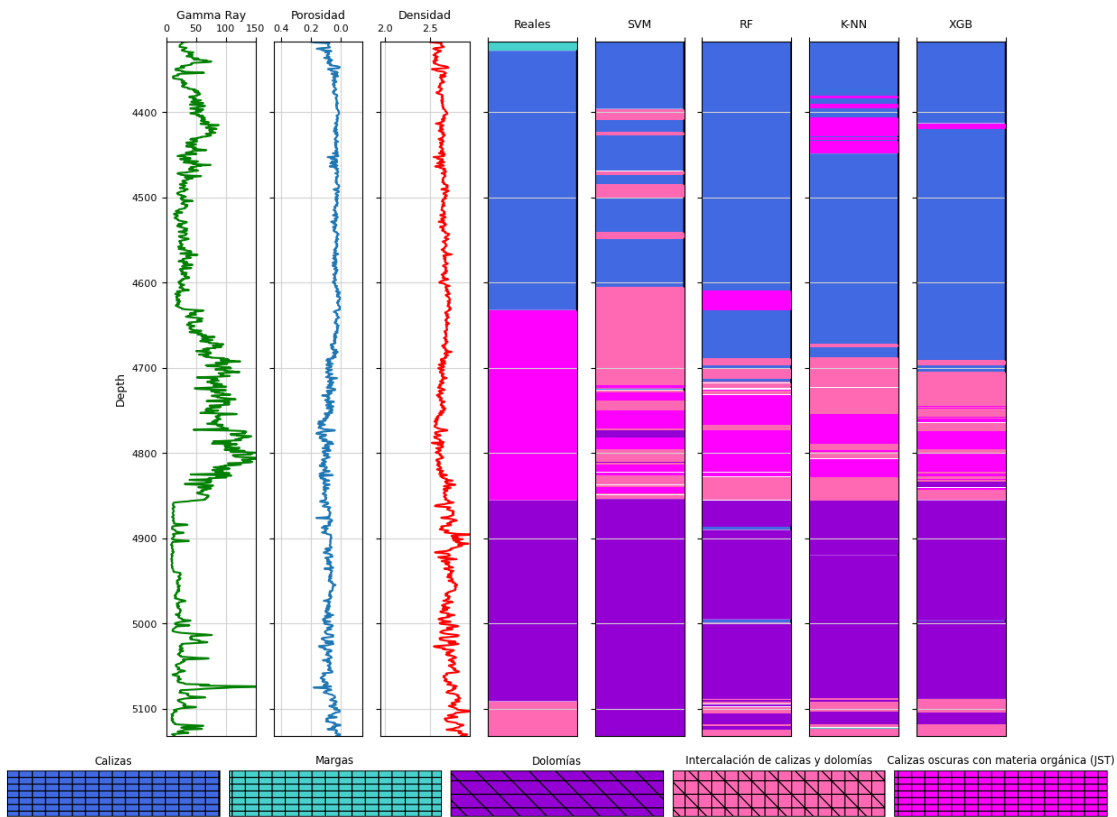 Gamma Ray
Porosidad
Densidad
Reales
SVM
RF
K-NN
XGB
0 50 100 150
0.4 0.2 0.0
2.0 2.5
Depth
4400
4500
4600
4700
4800
4900
5000
5100
Calizas
Margas
Dolomías
Intercalación de calizas y dolomías
Calizas oscuras con materia orgánica (JST)